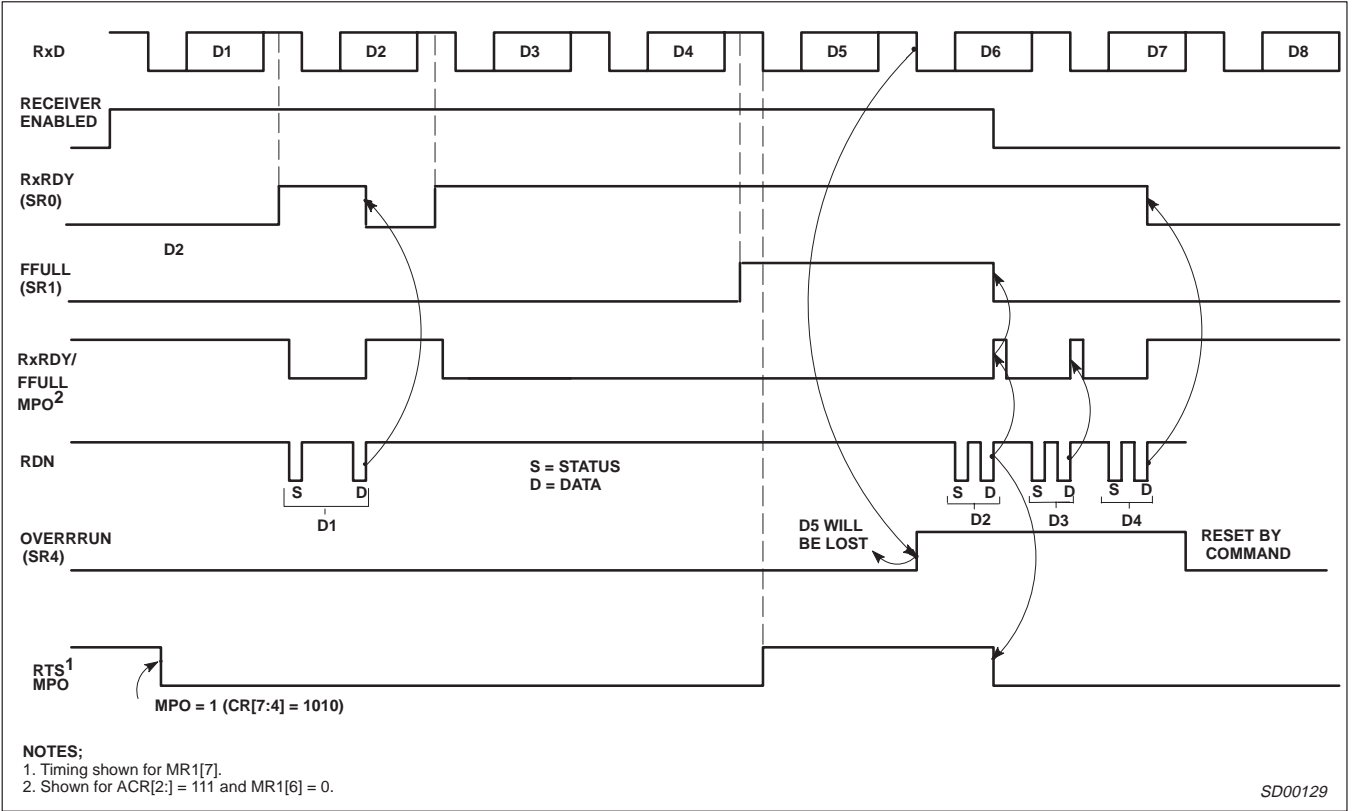 RxD
D1
D2
D3
D4
D5
D6
D7
D8
RECEIVER
ENABLED
RxRDY
(SR0)
D2
FFULL
(SR1)
RxRDY/
FFULL
MPO2
RDN
S = STATUS
D = DATA
S D
D1
S D
D2
S D
D3
S D
D4
OVERRRUN
(SR4)
D5 WILL
BE LOST
RESET BY
COMMAND
RTS1
MPO
MPO = 1 (CR[7:4] = 1010)
NOTES;
1. Timing shown for MR1[7].
2. Shown for ACR[2:] = 111 and MR1[6] = 0.
SD00129